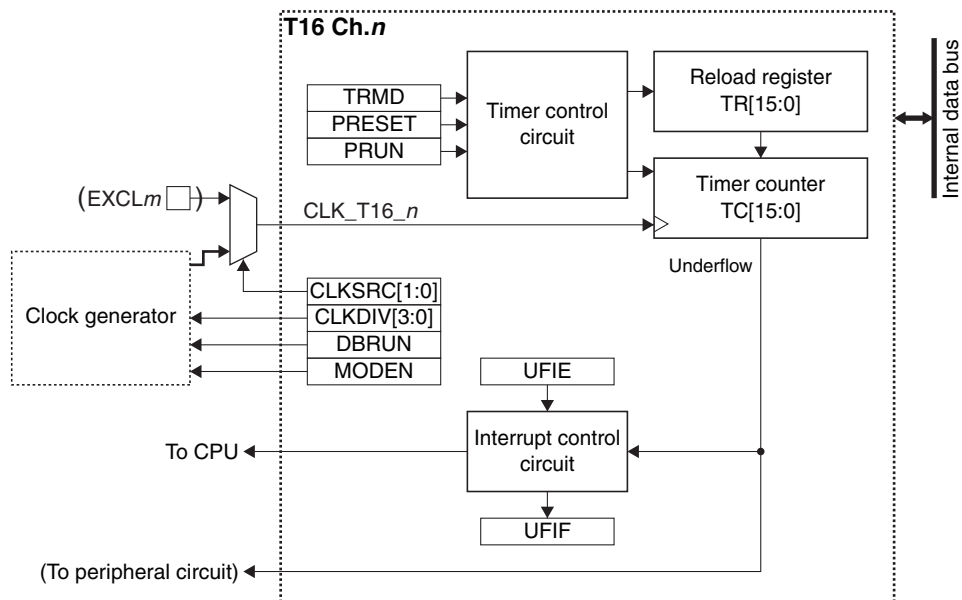 T16 Ch.n
TRMD
PRESET
PRUN
Timer control
circuit
Reload register
TR[15:0]
Timer counter
TC[15:0]
Internal data bus
(EXCLm )
CLK_T16_n
Underflow
Clock generator
CLKSRC[1:0]
CLKDIV[3:0]
DBRUN
MODEN
UFIE
Interrupt control
circuit
UFIF
To CPU
(To peripheral circuit)